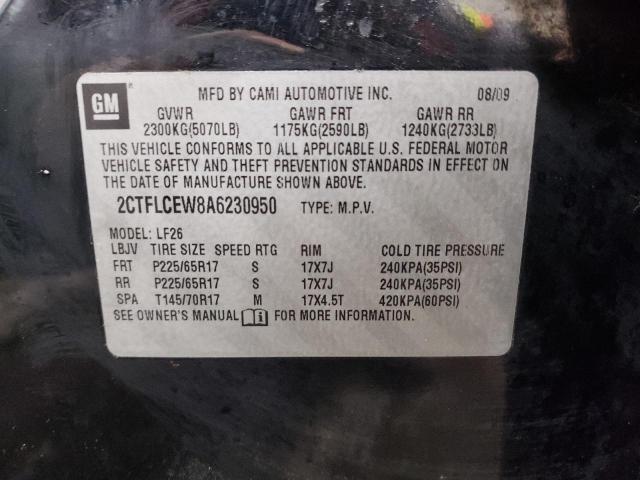 GM
MFD BY CAMI AUTOMOTIVE INC. 08/09
GVWR GAWR FRT GAWR RR
2300KG(5070LB) 1175KG(2590LB) 1240KG(2733LB)
THIS VEHICLE CONFORMS TO ALL APPLICABLE U.S. FEDERAL MOTOR
VEHICLE SAFETY AND THEFT PREVENTION STANDARDS IN EFFECT ON
THE DATE OF MANUFACTURE SHOWN ABOVE.
2CTFLCEW8A6230950 TYPE: M.P.V.
MODEL: LF26
LBJV TIRE SIZE SPEED RTG RIM COLD TIRE PRESSURE
FRT P225/65R17 S 17X7J 240KPA(35PSI)
RR P225/65R17 S 17X7J 240KPA(35PSI)
SPA T145/70R17 M 17X4.5T 420KPA(60PSI)
SEE OWNER'S MANUAL i FOR MORE INFORMATION.